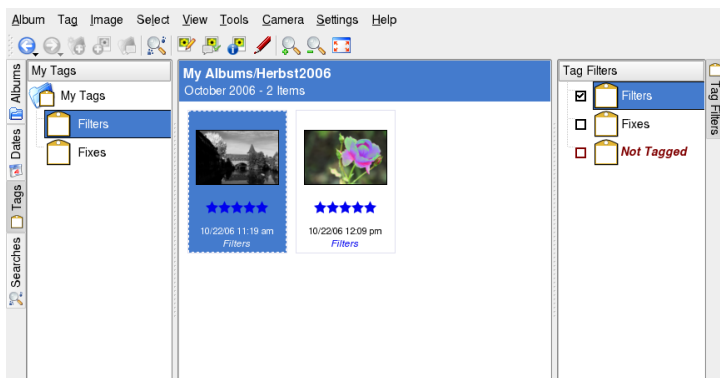 Album Tag Image Select View Tools Camera Settings Help
Albums
Dates
Tags
Searches
My Tags
My Tags
Filters
Fixes
My Albums/Herbst2006
October 2006 - 2 Items
10/22/06 11:19 am
Filters
10/22/06 12:09 pm
Filters
Tag Filters
Filters
Fixes
Not Tagged
Tag Filters